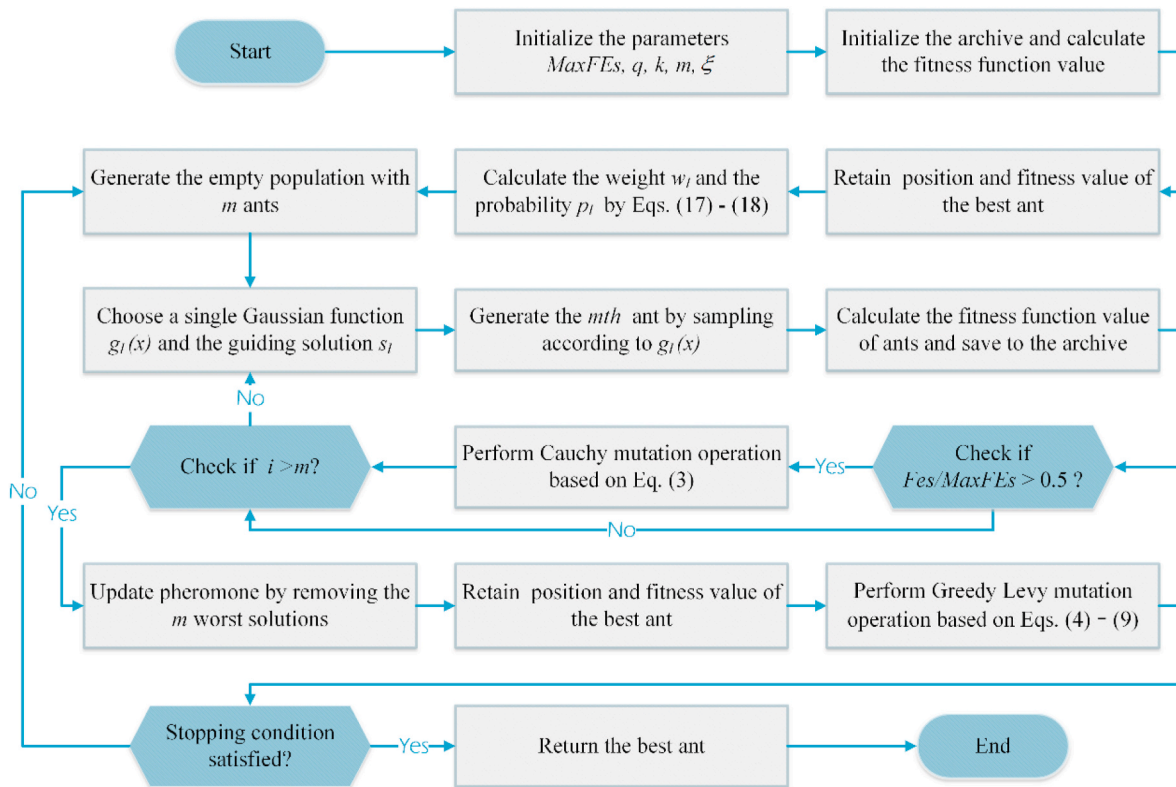 Start
Initialize the parameters
MaxFEs, q, k, m, ξ
Initialize the archive and calculate
the fitness function value
Generate the empty population with
m ants
Calculate the weight wl and the
probability pl by Eqs. (17) - (18)
Retain position and fitness value of
the best ant
Choose a single Gaussian function
gl(x) and the guiding solution sl
Generate the mth ant by sampling
according to gl(x)
Calculate the fitness function value
of ants and save to the archive
No
Check if i >m?
Perform Cauchy mutation operation
based on Eq. (3)
Yes
Check if
Fes/MaxFEs > 0.5 ?
No
Yes
No
Update pheromone by removing the
m worst solutions
Retain position and fitness value of
the best ant
Perform Greedy Levy mutation
operation based on Eqs. (4) - (9)
Stopping condition
satisfied?
Yes
Return the best ant
End